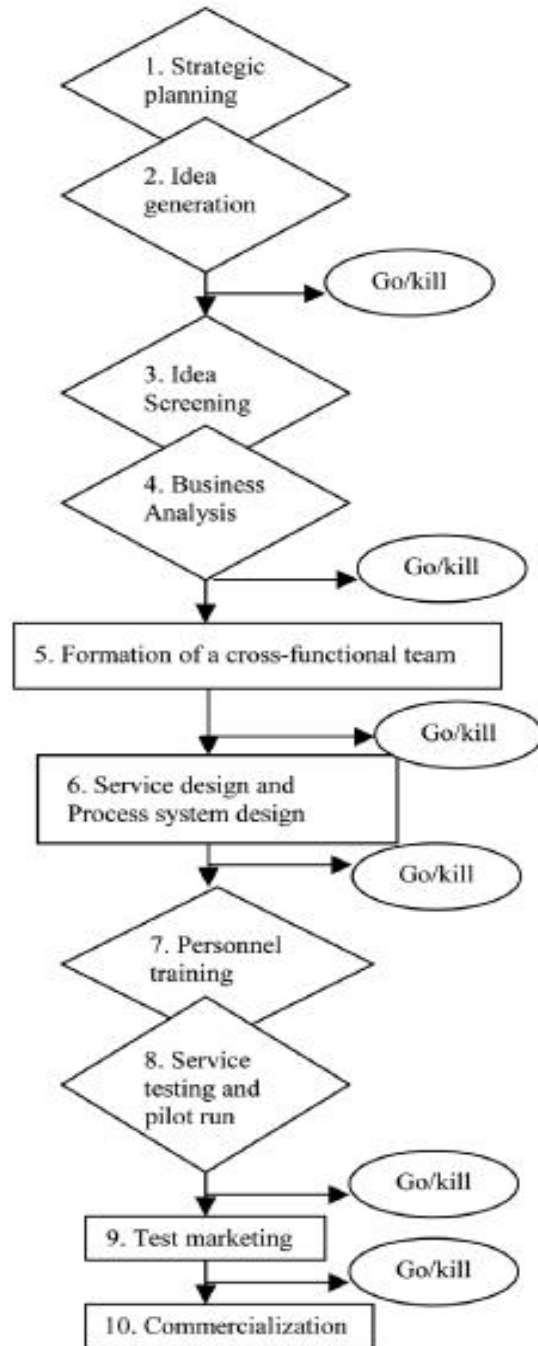 1. Strategic
planning
2. Idea
generation
Go/kill
3. Idea
Screening
4. Business
Analysis
Go/kill
5. Formation of a cross-functional team
Go/kill
6. Service design and
Process system design
Go/kill
7. Personnel
training
8. Service
testing and
pilot run
Go/kill
9. Test marketing
Go/kill
10. Commercialization